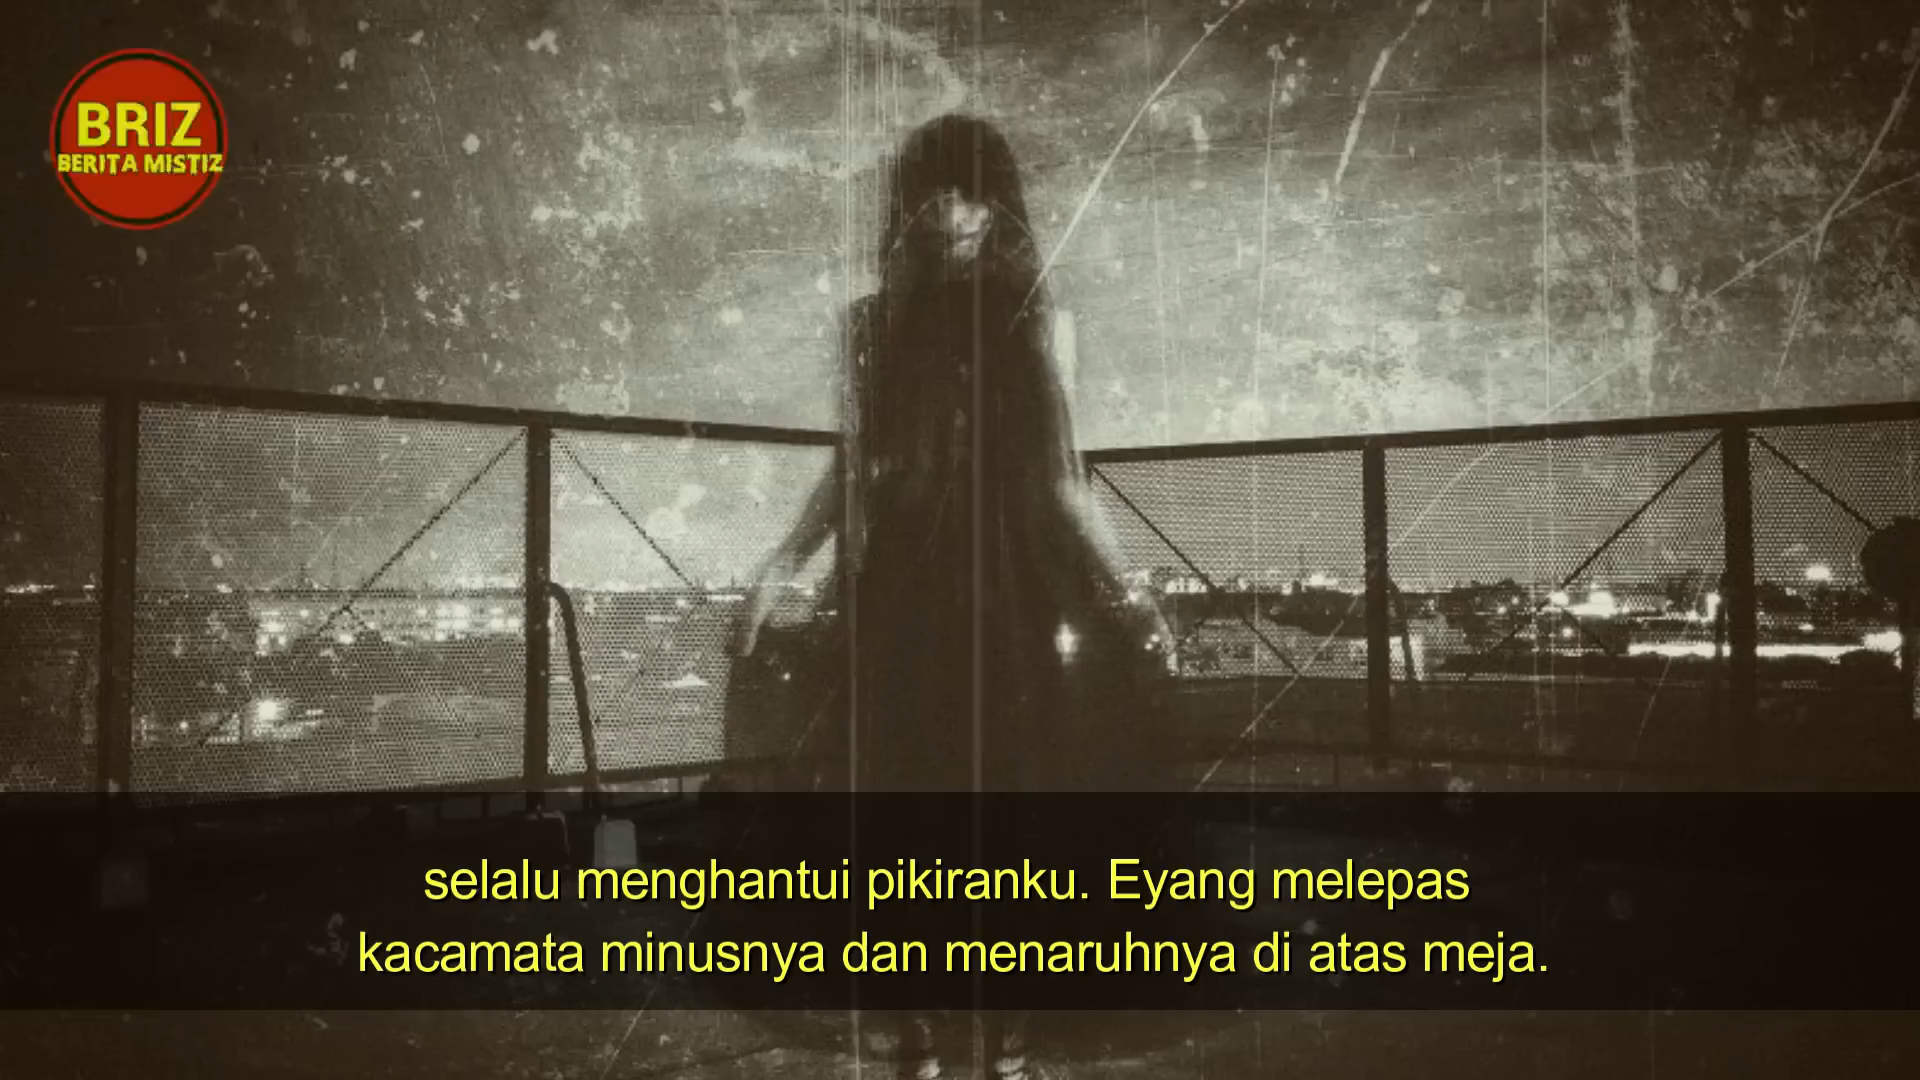 BRIZ
BERITA MISTIZ
selalu menghantui pikiranku. Eyang melepas
kacamata minusnya dan menaruhnya di atas meja.